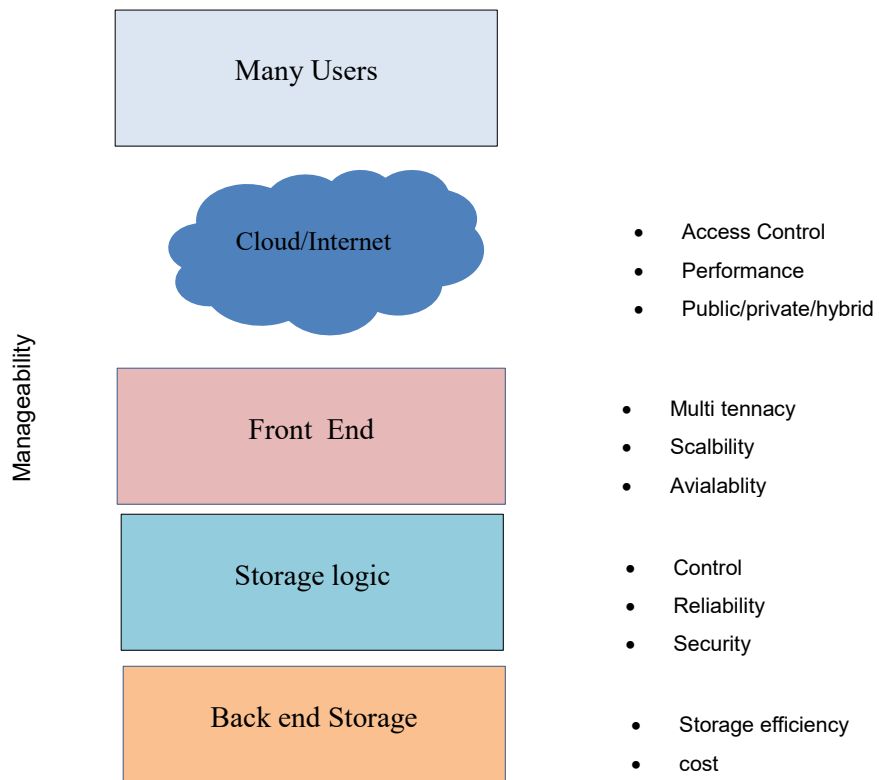 Many Users
Cloud/Internet
• Access Control
• Performance
• Public/private/hybrid
Manageability
Front End
• Multi tennacy
• Scalbility
• Avialablity
Storage logic
• Control
• Reliability
• Security
Back end Storage
• Storage efficiency
• cost